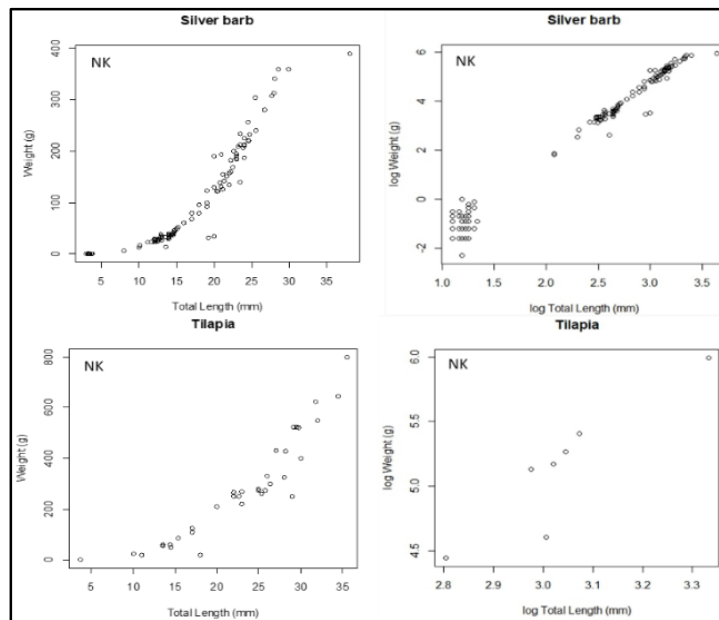 Silver barb
NK
400
300
200
100
0
Weight (g)
5 10 15 20 25 30 35
Total Length (mm)
Silver barb
NK
6
4
2
0
-2
log Weight (g)
1.0 1.5 2.0 2.5 3.0 3.5
log Total Length (mm)
Tilapia
NK
800
600
400
200
0
Weight (g)
5 10 15 20 25 30 35
Total Length (mm)
Tilapia
NK
6.0
5.5
5.0
4.5
log Weight (g)
2.8 2.9 3.0 3.1 3.2 3.3
log Total Length (mm)